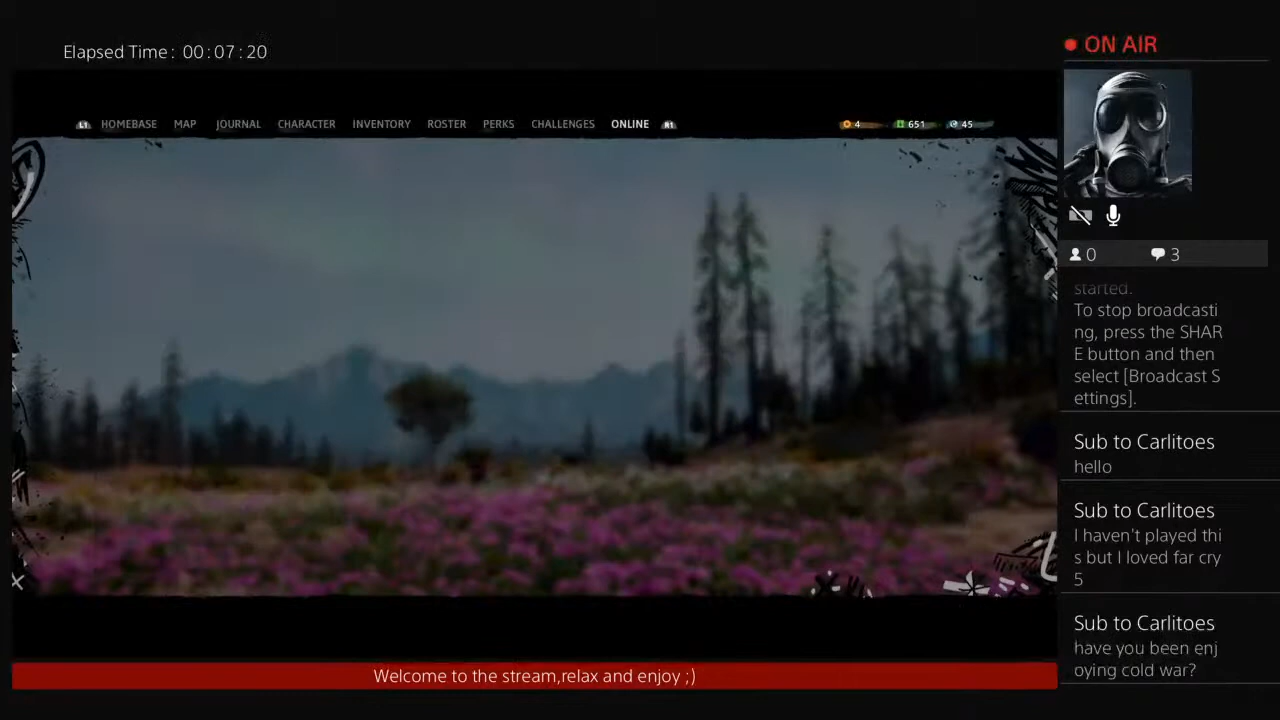 Elapsed Time: 00:07:20
ON AIR
L1 HOMEBASE MAP JOURNAL CHARACTER INVENTORY ROSTER PERKS CHALLENGES ONLINE R1
4 651 45
0 3
started.
To stop broadcasti
ng, press the SHAR
E button and then
select [Broadcast S
ettings].
Sub to Carlitoes
hello
Sub to Carlitoes
I haven't played thi
s but I loved far cry
5
Sub to Carlitoes
have you been enj
oying cold war?
Welcome to the stream,relax and enjoy ;)